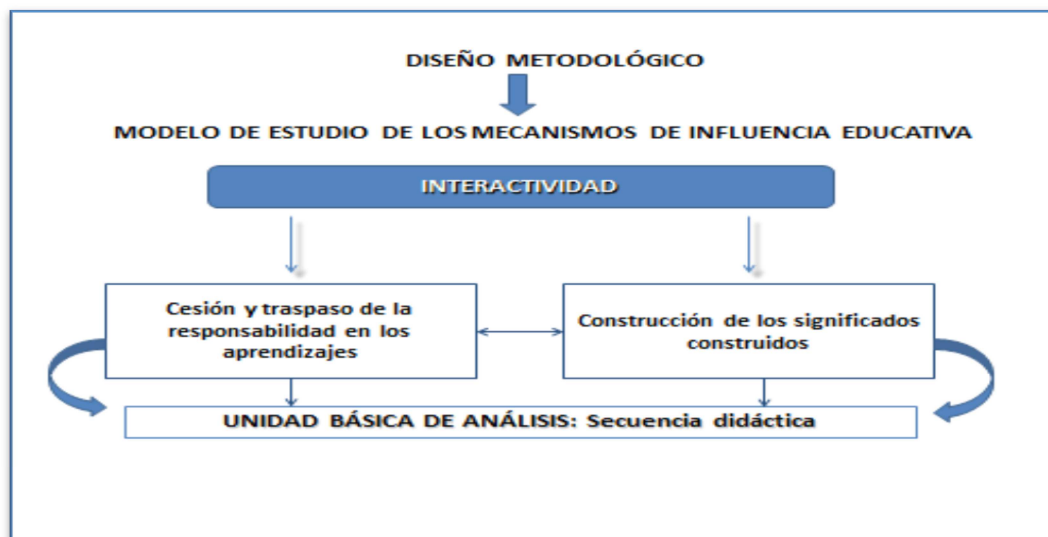 DISEÑO METODOLÓGICO
MODELO DE ESTUDIO DE LOS MECANISMOS DE INFLUENCIA EDUCATIVA
INTERACTIVIDAD
Cesión y traspaso de la
responsabilidad en los
aprendizajes
Construcción de los significados
construidos
UNIDAD BÁSICA DE ANÁLISIS: Secuencia didáctica